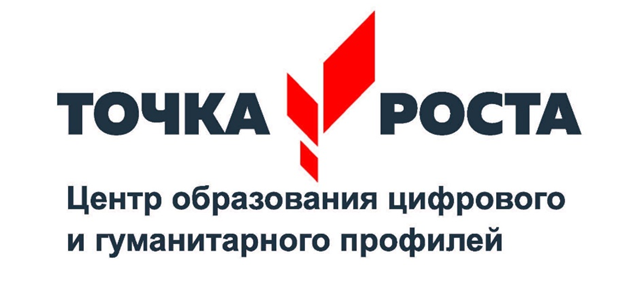 ТОЧКА РОСТА
Центр образования цифрового
и гуманитарного профилей